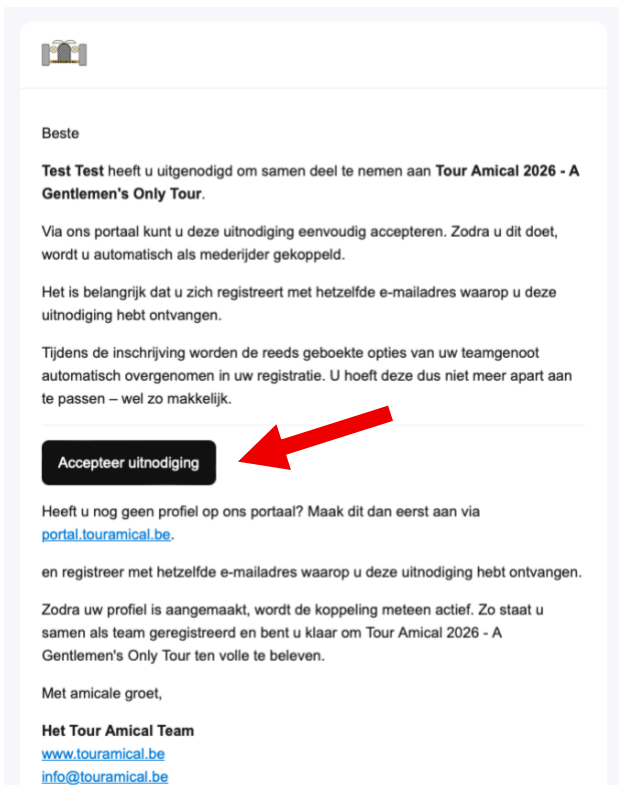 Beste
Test Test heeft u uitgenodigd om samen deel te nemen aan Tour Amical 2026 - A
Gentlemen's Only Tour.
Via ons portaal kunt u deze uitnodiging eenvoudig accepteren. Zodra u dit doet,
wordt u automatisch als mederijder gekoppeld.
Het is belangrijk dat u zich registreert met hetzelfde e-mailadres waarop u deze
uitnodiging hebt ontvangen.
Tijdens de inschrijving worden de reeds geboekte opties van uw teamgenoot
automatisch overgenomen in uw registratie. U hoeft deze dus niet meer apart aan
te passen – wel zo makkelijk.
Accepteer uitnodiging
Heeft u nog geen profiel op ons portaal? Maak dit dan eerst aan via
portal.touramical.be.
en registreer met hetzelfde e-mailadres waarop u deze uitnodiging hebt ontvangen.
Zodra uw profiel is aangemaakt, wordt de koppeling meteen actief. Zo staat u
samen als team geregistreerd en bent u klaar om Tour Amical 2026 - A
Gentlemen's Only Tour ten volle te beleven.
Met amicale groet,
Het Tour Amical Team
www.touramical.be
info@touramical.be